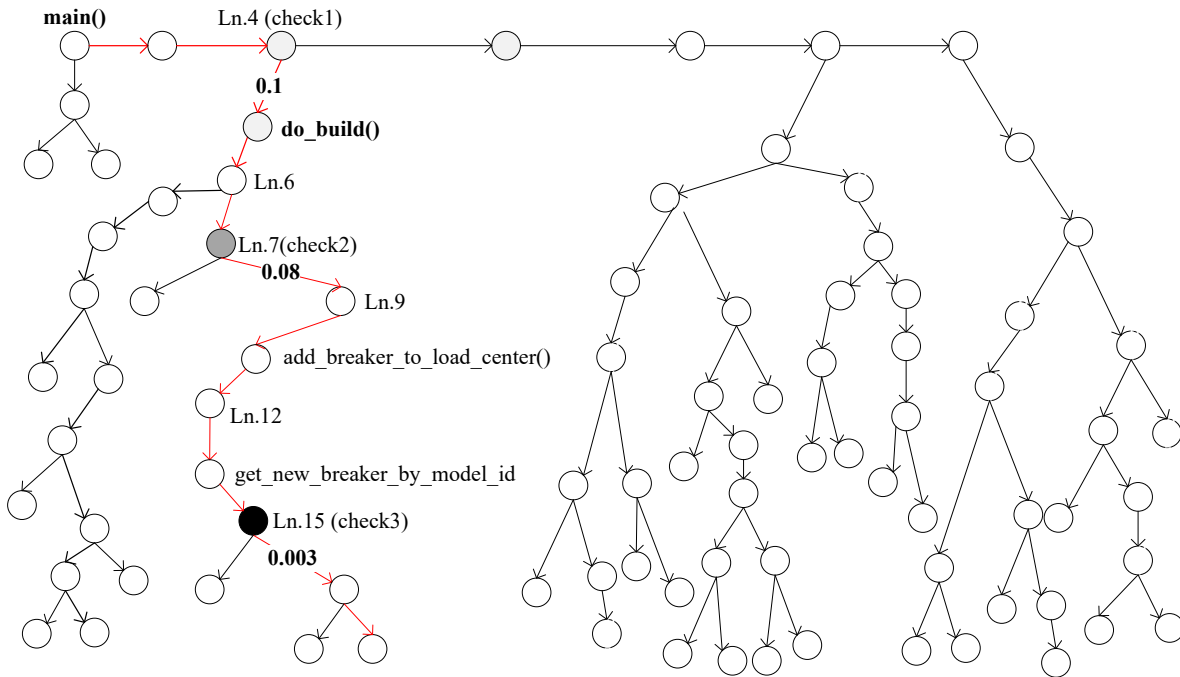 main()
Ln.4 (check1)
0.1
do_build()
Ln.6
Ln.7(check2)
0.08
Ln.9
add_breaker_to_load_center()
Ln.12
get_new_breaker_by_model_id
Ln.15 (check3)
0.003